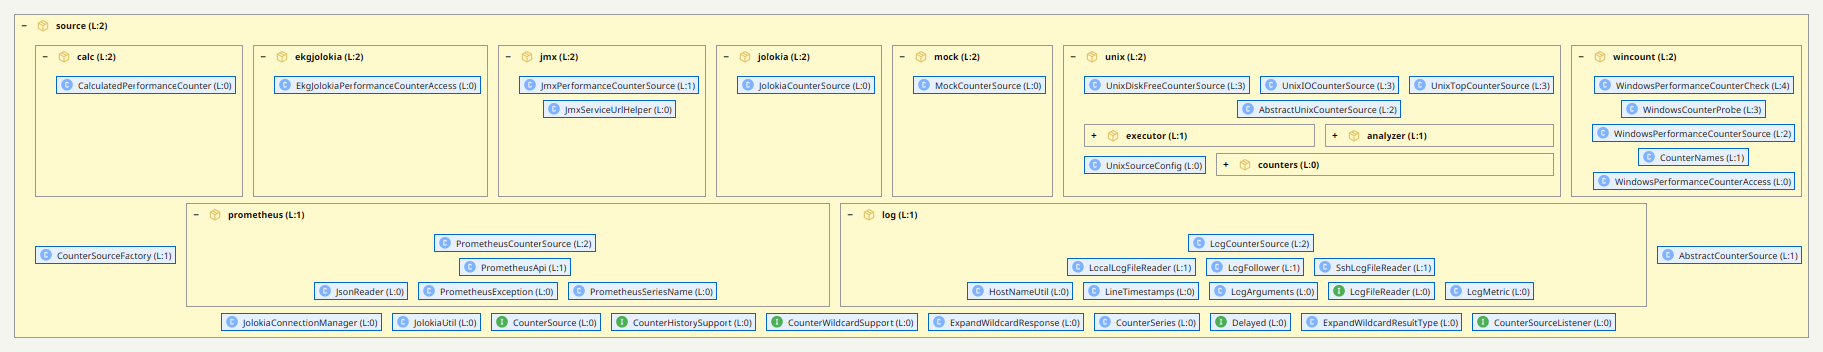 − source (L:2)
− calc (L:2)
C CalculatedPerformanceCounter (L:0)
− ekgjolokia (L:2)
C EkgJolokiaPerformanceCounterAccess (L:0)
− jmx (L:2)
C JmxPerformanceCounterSource (L:1)
C JmxServiceUrlHelper (L:0)
− jolokia (L:2)
C JolokiaCounterSource (L:0)
− mock (L:2)
C MockCounterSource (L:0)
− unix (L:2)
C UnixDiskFreeCounterSource (L:3) C UnixIOCounterSource (L:3) C UnixTopCounterSource (L:3)
C AbstractUnixCounterSource (L:2)
+ executor (L:1) + analyzer (L:1)
C UnixSourceConfig (L:0) + counters (L:0)
− wincount (L:2)
C WindowsPerformanceCounterCheck (L:4)
C WindowsCounterProbe (L:3)
C WindowsPerformanceCounterSource (L:2)
C CounterNames (L:1)
C WindowsPerformanceCounterAccess (L:0)
C CounterSourceFactory (L:1)
− prometheus (L:1)
C PrometheusCounterSource (L:2)
C PrometheusApi (L:1)
C JsonReader (L:0) C PrometheusException (L:0) C PrometheusSeriesName (L:0)
− log (L:1)
C LogCounterSource (L:2)
C LocalLogFileReader (L:1) C LogFollower (L:1) C SshLogFileReader (L:1)
C HostNameUtil (L:0) C LineTimestamps (L:0) C LogArguments (L:0) I LogFileReader (L:0) C LogMetric (L:0)
C AbstractCounterSource (L:1)
C JolokiaConnectionManager (L:0) C JolokiaUtil (L:0) I CounterSource (L:0) I CounterHistorySupport (L:0) I CounterWildcardSupport (L:0) C ExpandWildcardResponse (L:0) C CounterSeries (L:0) I Delayed (L:0) C ExpandWildcardResultType (L:0) I CounterSourceListener (L:0)